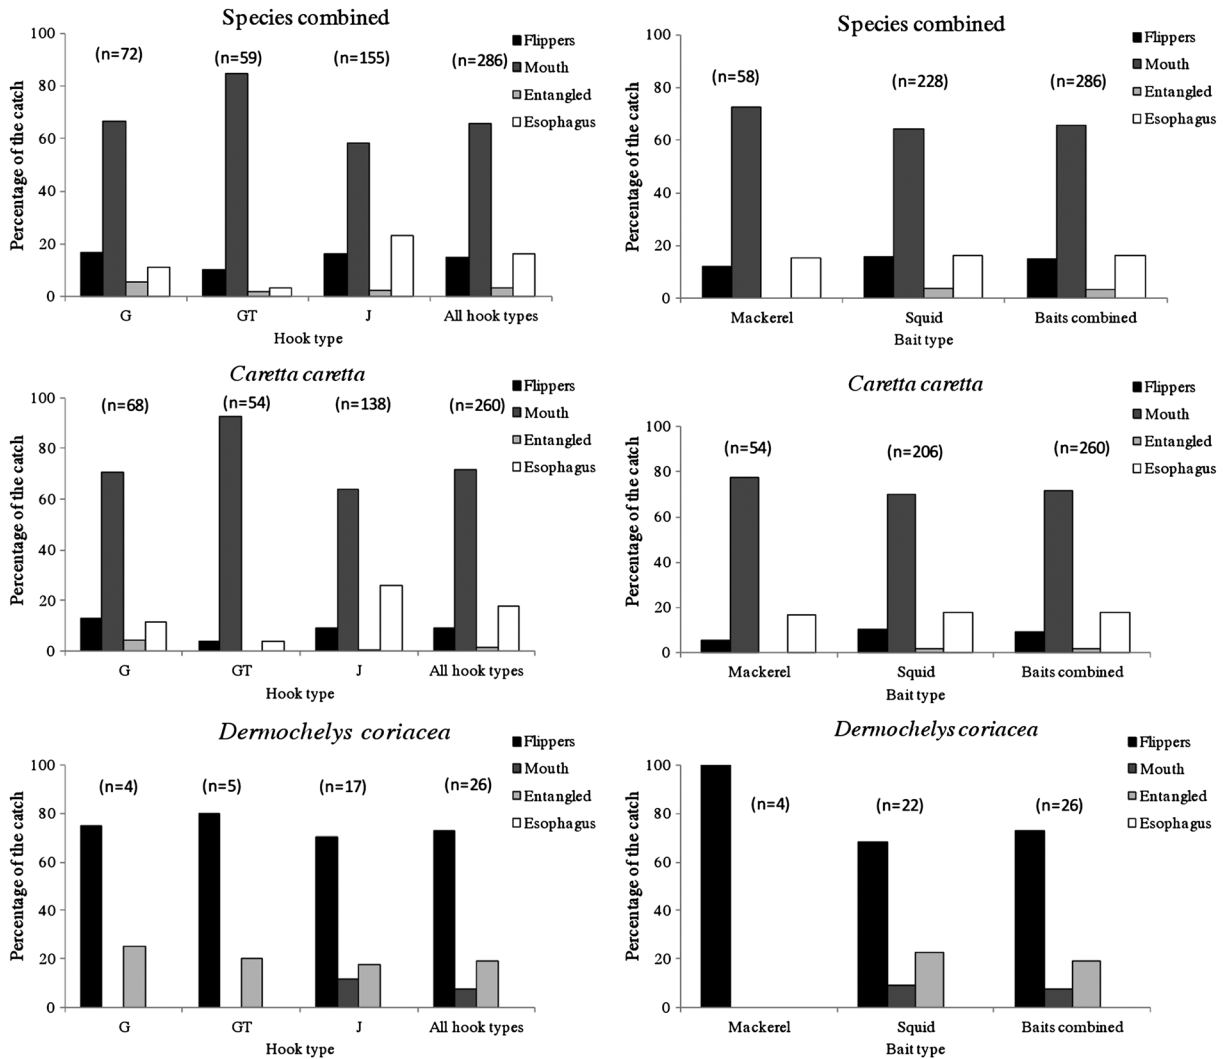 Species combined
(n=72) (n=59) (n=155) (n=286)
Flippers
Mouth
Entangled
Esophagus
Percentage of the catch
100
80
60
40
20
0
G GT J All hook types
Hook type
Species combined
(n=58) (n=228) (n=286)
Flippers
Mouth
Entangled
Esophagus
Percentage of the catch
100
80
60
40
20
0
Mackerel Squid Baits combined
Bait type
Caretta caretta
(n=68) (n=54) (n=138) (n=260)
Flippers
Mouth
Entangled
Esophagus
Percentage of the catch
100
80
60
40
20
0
G GT J All hook types
Hook type
Caretta caretta
(n=54) (n=206) (n=260)
Flippers
Mouth
Entangled
Esophagus
Percentage of the catch
100
80
60
40
20
0
Mackerel Squid Baits combined
Bait type
Dermochelys coriacea
(n=4) (n=5) (n=17) (n=26)
Flippers
Mouth
Entangled
Esophagus
Percentage of the catch
100
80
60
40
20
0
G GT J All hook types
Hook type
Dermochelys coriacea
(n=4) (n=22) (n=26)
Flippers
Mouth
Entangled
Esophagus
Percentage of the catch
100
80
60
40
20
0
Mackerel Squid Baits combined
Bait type